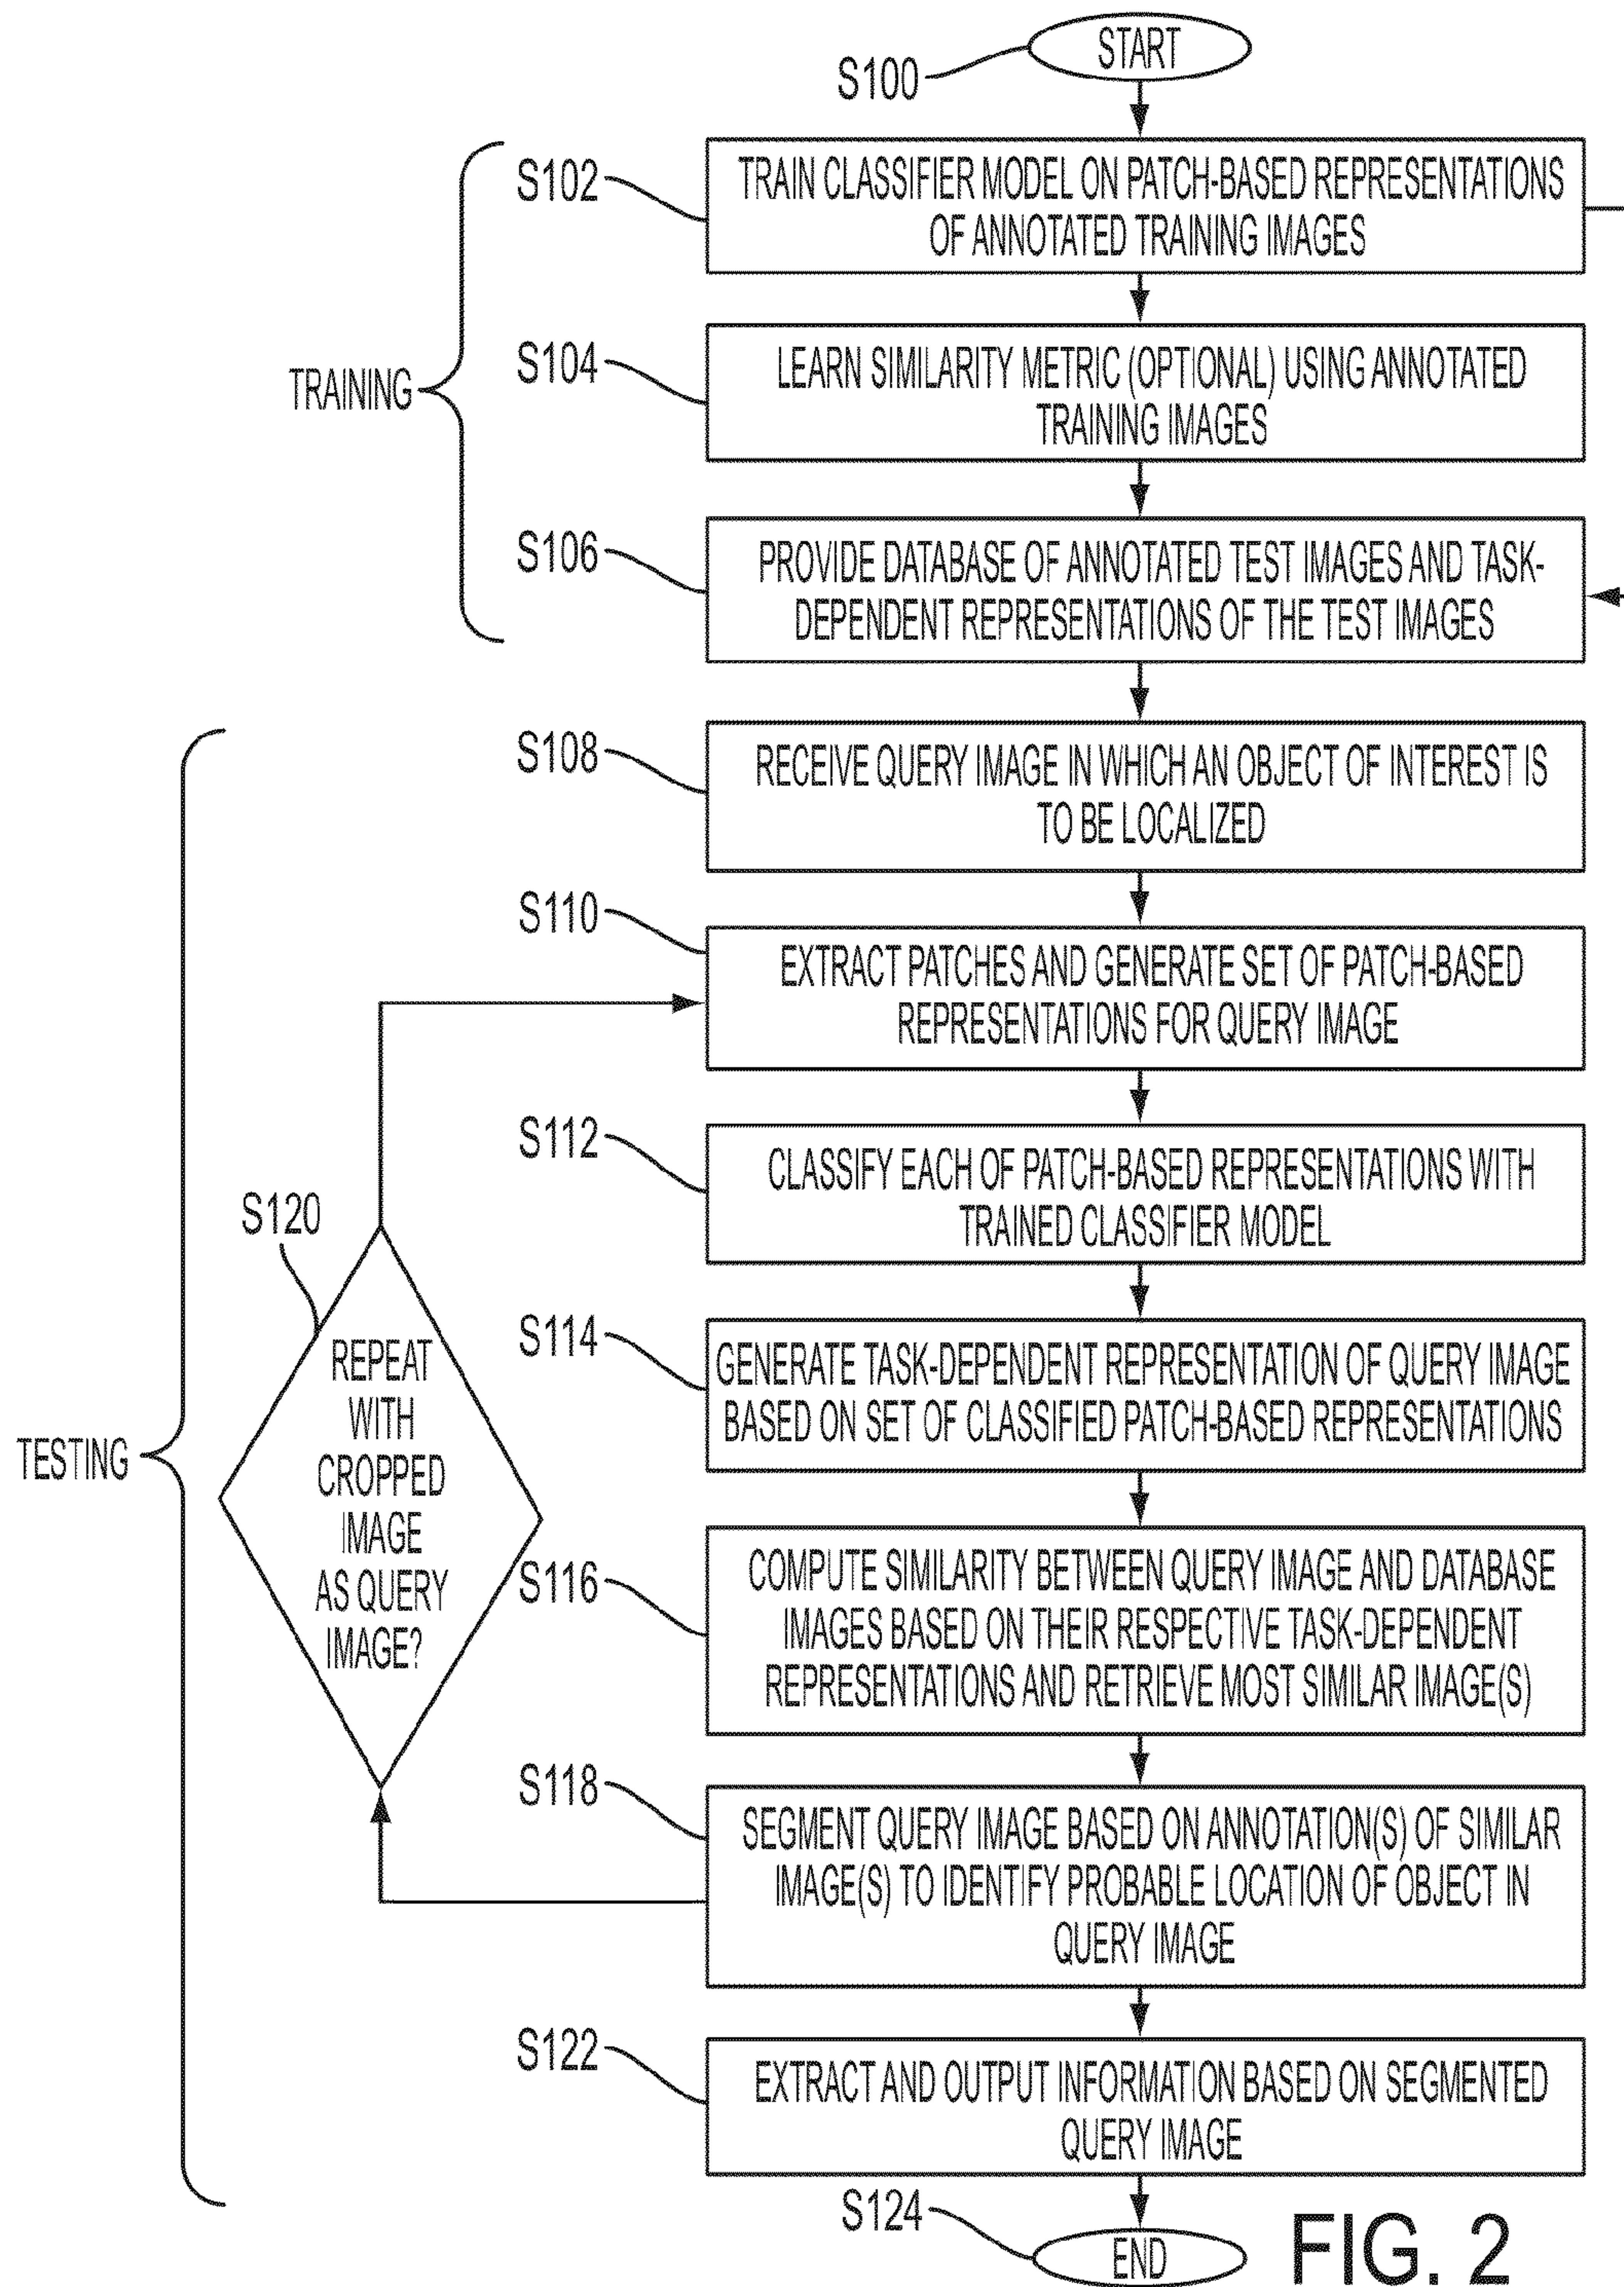 START
S100
S102
TRAIN CLASSIFIER MODEL ON PATCH-BASED REPRESENTATIONS
OF ANNOTATED TRAINING IMAGES
S104
LEARN SIMILARITY METRIC (OPTIONAL) USING ANNOTATED
TRAINING IMAGES
TRAINING
S106
PROVIDE DATABASE OF ANNOTATED TEST IMAGES AND TASK-
DEPENDENT REPRESENTATIONS OF THE TEST IMAGES
S108
RECEIVE QUERY IMAGE IN WHICH AN OBJECT OF INTEREST IS
TO BE LOCALIZED
S110
EXTRACT PATCHES AND GENERATE SET OF PATCH-BASED
REPRESENTATIONS FOR QUERY IMAGE
S112
CLASSIFY EACH OF PATCH-BASED REPRESENTATIONS WITH
TRAINED CLASSIFIER MODEL
S120
REPEAT
WITH
CROPPED
IMAGE
AS QUERY
IMAGE?
S114
GENERATE TASK-DEPENDENT REPRESENTATION OF QUERY IMAGE
BASED ON SET OF CLASSIFIED PATCH-BASED REPRESENTATIONS
TESTING
S116
COMPUTE SIMILARITY BETWEEN QUERY IMAGE AND DATABASE
IMAGES BASED ON THEIR RESPECTIVE TASK-DEPENDENT
REPRESENTATIONS AND RETRIEVE MOST SIMILAR IMAGE(S)
S118
SEGMENT QUERY IMAGE BASED ON ANNOTATION(S) OF SIMILAR
IMAGE(S) TO IDENTIFY PROBABLE LOCATION OF OBJECT IN
QUERY IMAGE
S122
EXTRACT AND OUTPUT INFORMATION BASED ON SEGMENTED
QUERY IMAGE
S124
END
FIG. 2